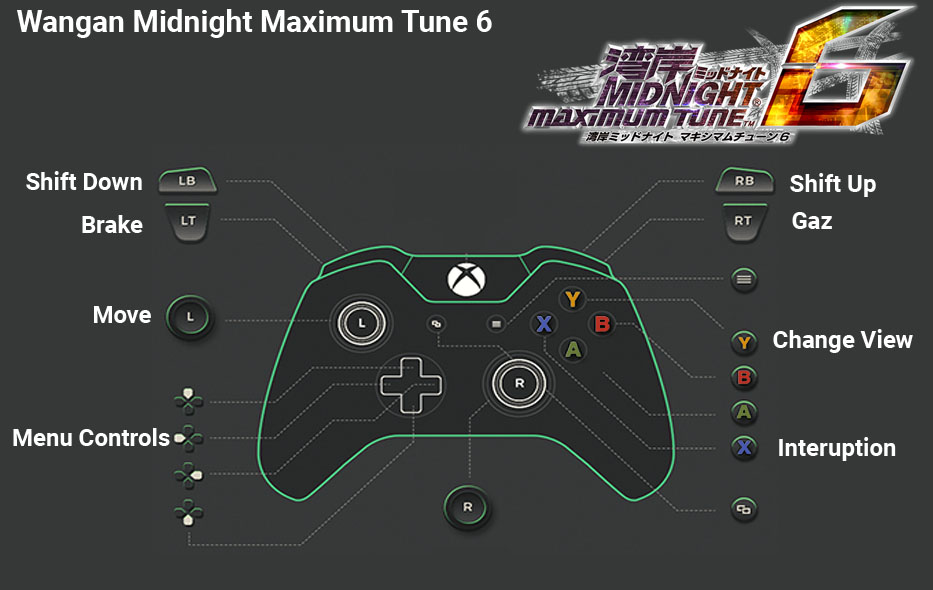 Wangan Midnight Maximum Tune 6
湾岸
ミッドナイト
MIDNIGHT
MAXIMUM TUNE™
6
湾岸ミッドナイト マキシマムチューン6
Shift Down
LB
RB
Shift Up
Brake
LT
RT
Gaz
Move
L
L
Y
X
B
A
Y
Change View
R
B
A
Menu Controls
X
Interuption
R